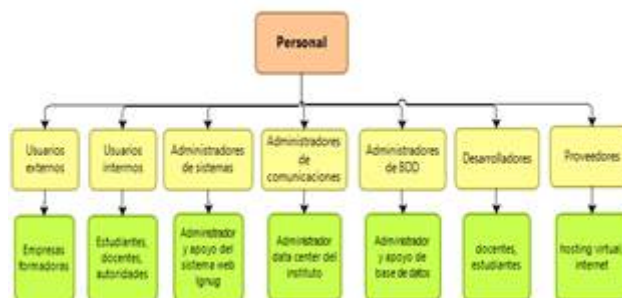 Personal
Usuarios
externos
Usuarios
internos
Administradores
de sistemas
Administradores
de
comunicaciones
Administradores
de BDD
Desarrolladores
Proveedores
Empresas
formadoras
Estudiantes,
docentes,
autoridades
Administrador
y apoyo del
sistema web
Ignug
Administrador
data center del
instituto
Administrador
y apoyo de
base de datos
docentes,
estudiantes
hosting virtual,
internet